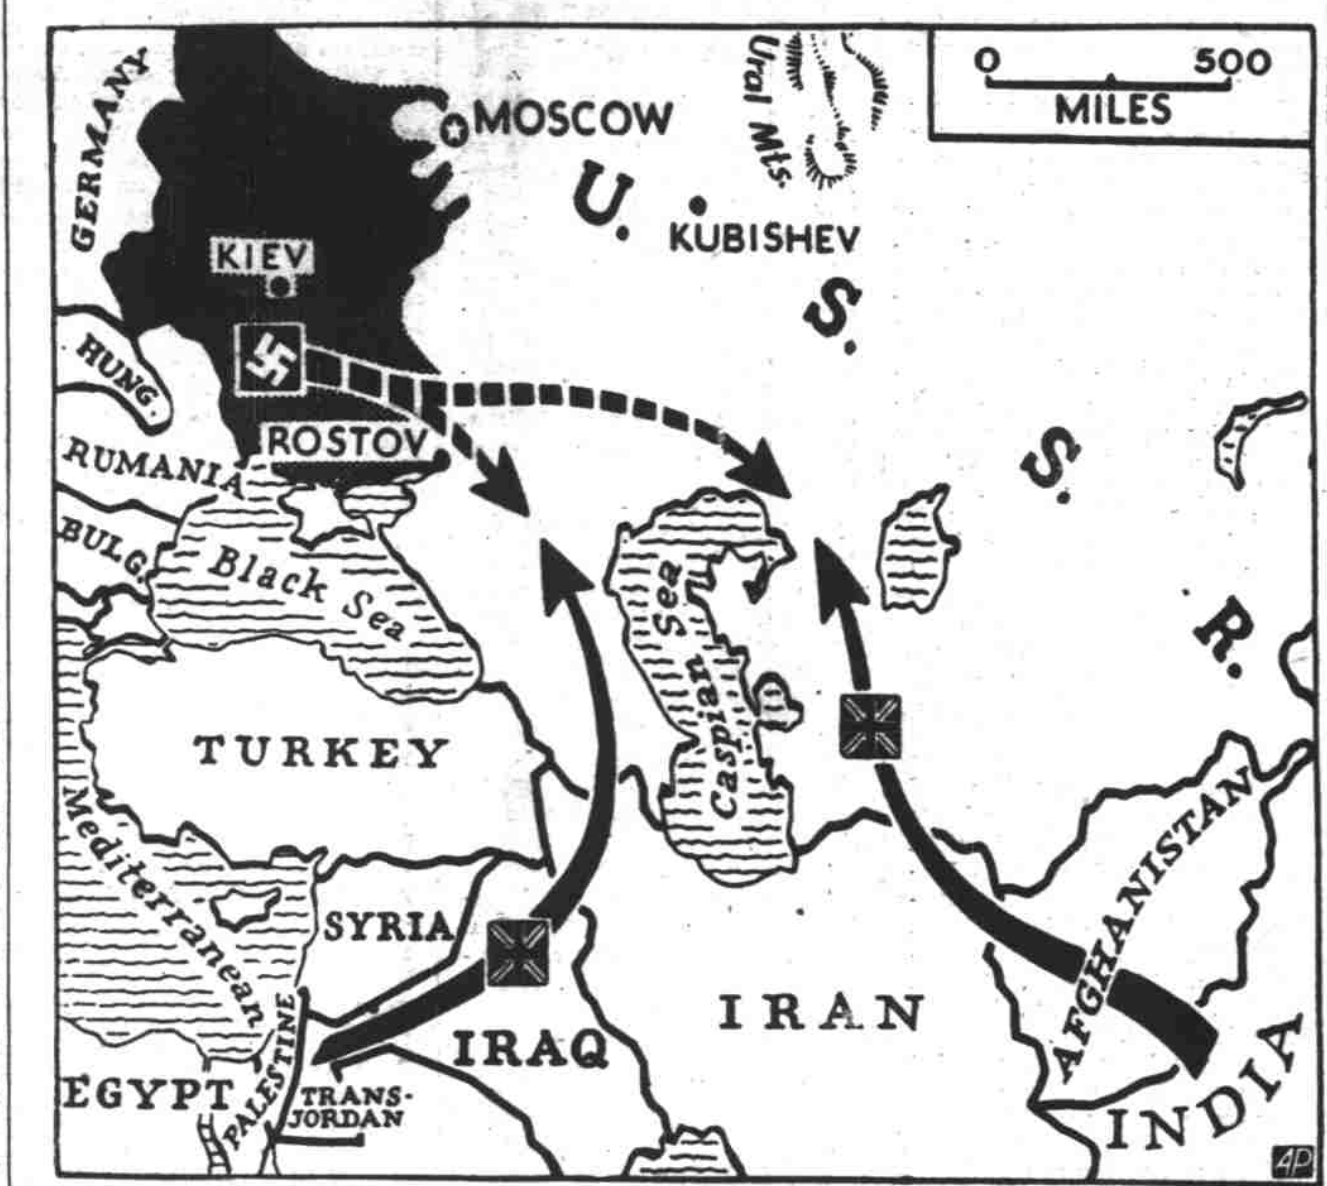 GERMANY
MOSCOW
Ural Mts.
0 500
MILES
U. S. S. R.
KUBISHEV
KIEV
HUNG.
ROSTOV
RUMANIA
BULG.
Black Sea
Caspian Sea
TURKEY
Mediterranean
SYRIA
AFGHANISTAN
IRAN
IRAQ
EGYPT
PALESTINE
TRANS-
JORDAN
INDIA
AP